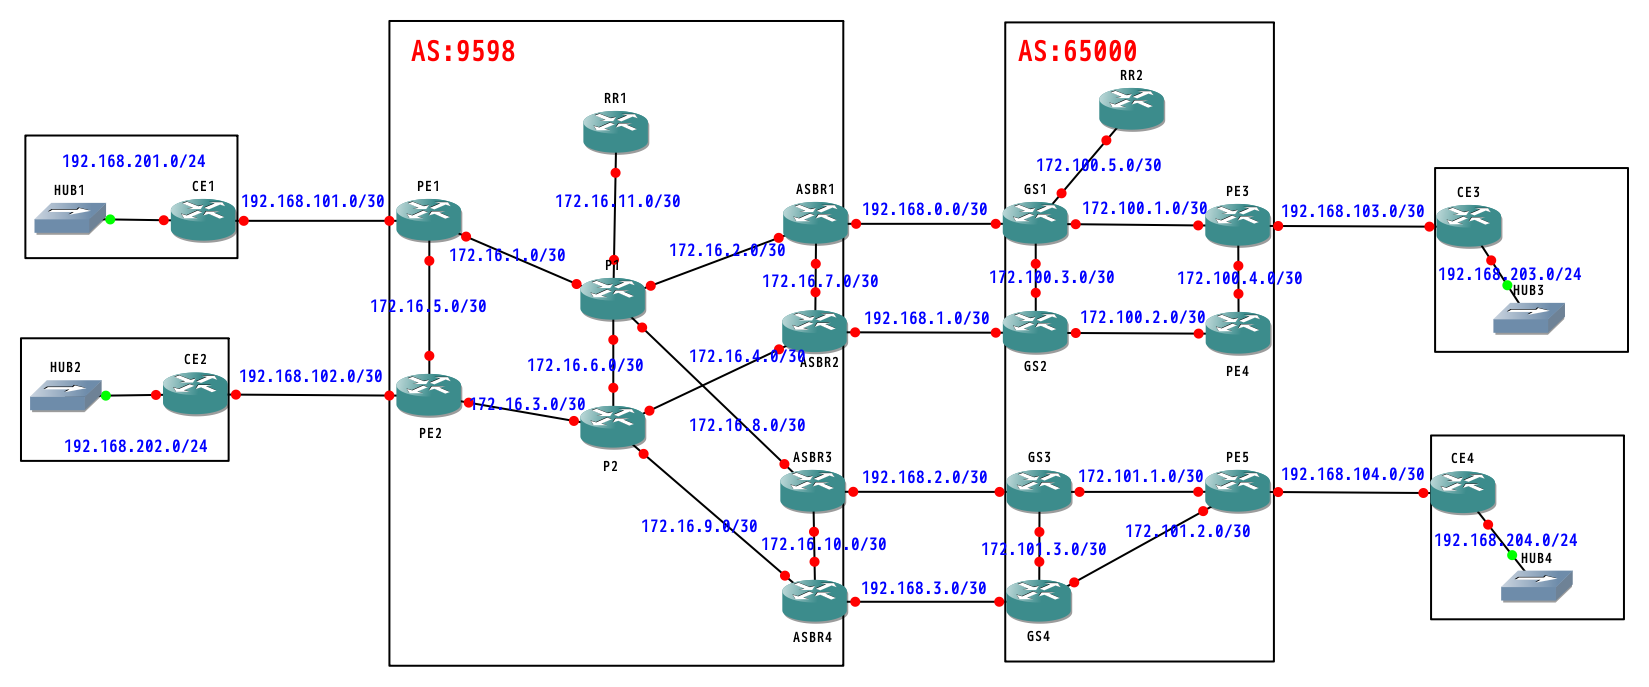 AS:9598
AS:65000
RR2
RR1
192.168.201.0/24
172.100.5.0/30
HUB1
CE1
PE1
ASBR1
GS1
PE3
CE3
192.168.101.0/30
172.16.11.0/30
192.168.0.0/30
172.100.1.0/30
192.168.103.0/30
172.16.1.0/30
172.16.2.0/30
P1
172.16.7.0/30
172.100.3.0/30
172.100.4.0/30
192.168.203.0/24
HUB3
172.16.5.0/30
192.168.1.0/30
172.100.2.0/30
HUB2
CE2
172.16.6.0/30
172.16.4.0/30
ASBR2
GS2
PE4
192.168.102.0/30
172.16.3.0/30
192.168.202.0/24
PE2
172.16.8.0/30
P2
ASBR3
GS3
PE5
CE4
192.168.2.0/30
172.101.1.0/30
192.168.104.0/30
172.16.9.0/30
172.16.10.0/30
172.101.3.0/30
172.101.2.0/30
192.168.204.0/24
HUB4
192.168.3.0/30
ASBR4
GS4